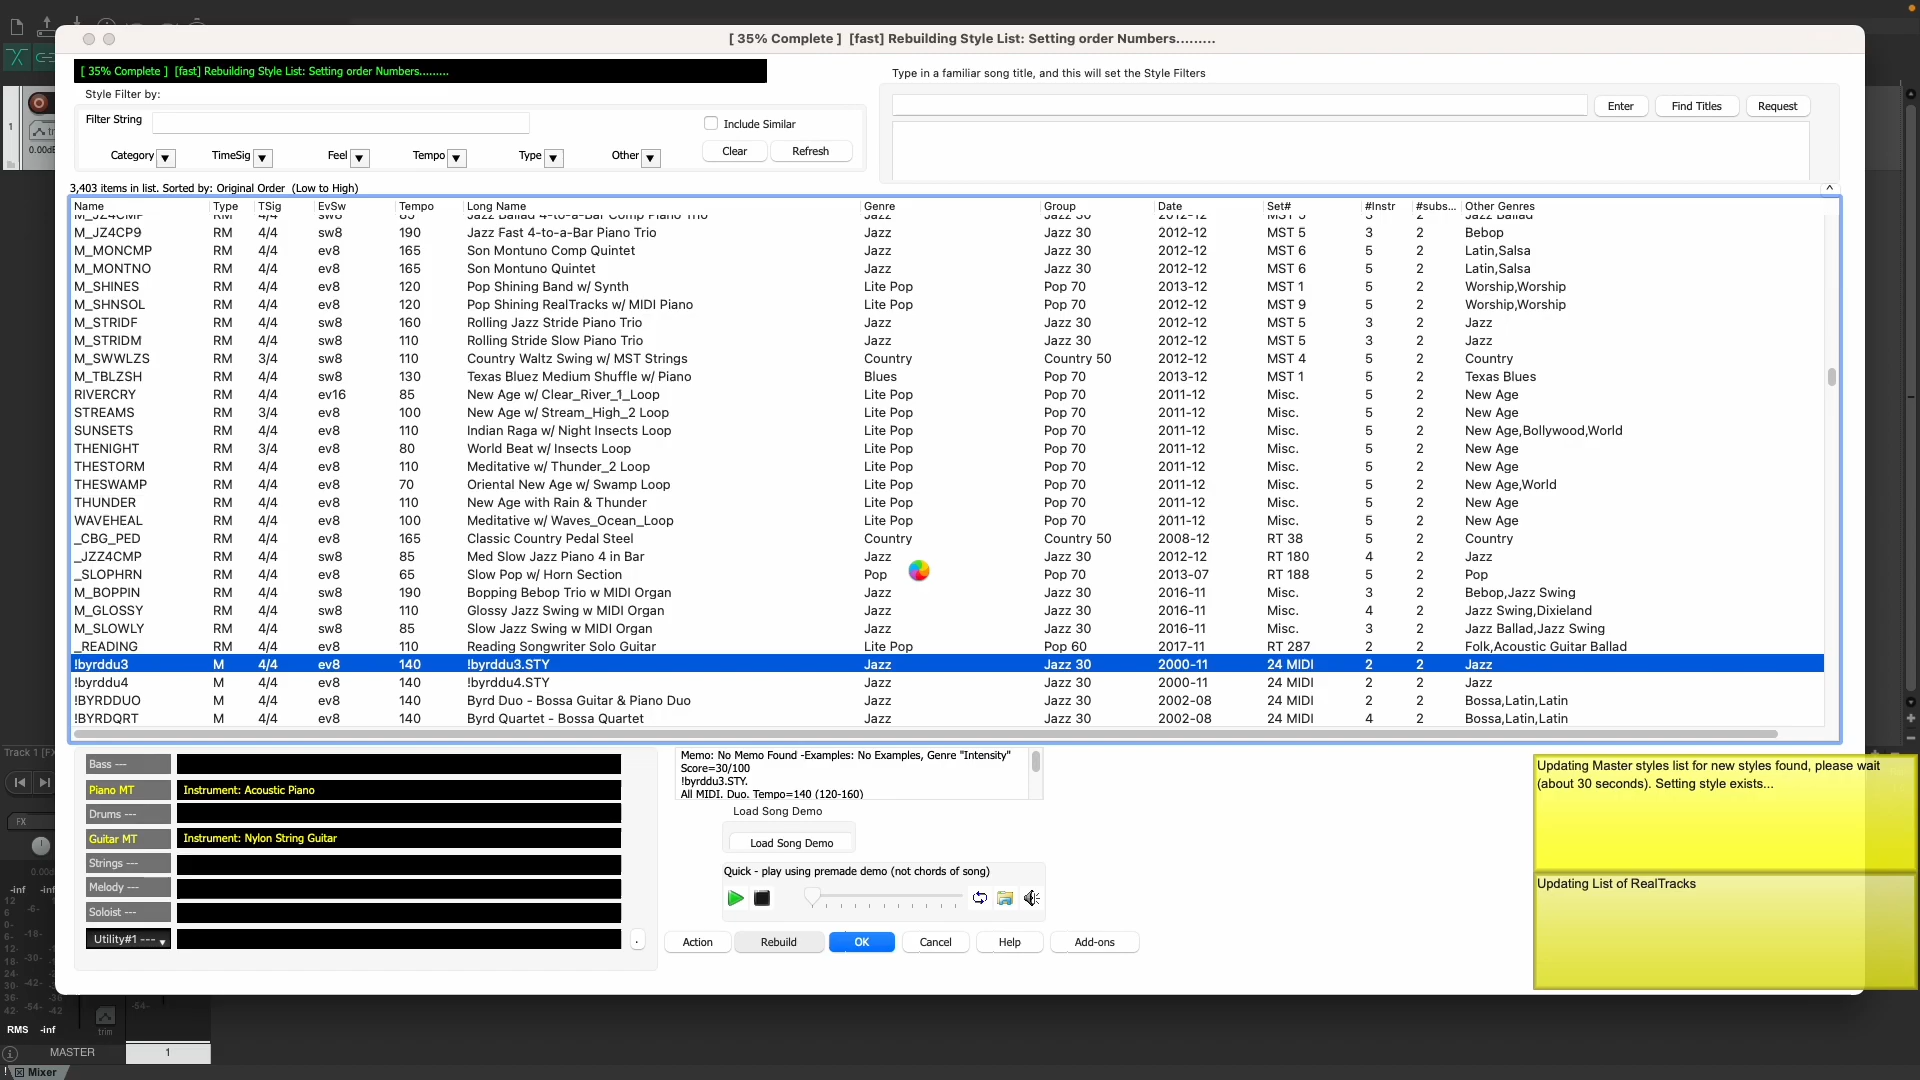 [ 35% Complete ]  [fast] Rebuilding Style List: Setting order Numbers.........
[ 35% Complete ]  [fast] Rebuilding Style List: Setting order Numbers.........
Type in a familiar song title, and this will set the Style Filters
Style Filter by:
Filter String
Include Similar
Enter Find Titles Request
Category TimeSig Feel Tempo Type Other Clear Refresh
3,403 items in list. Sorted by: Original Order  (Low to High)
Name Type TSig EvSw Tempo Long Name Genre Group Date Set# #Instr #subs... Other Genres
M_JZ4CMP RM 4/4 sw8 85 Jazz Ballad 4-to-a-Bar Comp Piano Trio Jazz Jazz 30 2012-12 MST 5 3 2 Jazz Ballad
M_JZ4CP9 RM 4/4 sw8 190 Jazz Fast 4-to-a-Bar Piano Trio Jazz Jazz 30 2012-12 MST 5 3 2 Bebop
M_MONCMP RM 4/4 ev8 165 Son Montuno Comp Quintet Jazz Jazz 30 2012-12 MST 6 5 2 Latin,Salsa
M_MONTNO RM 4/4 ev8 165 Son Montuno Quintet Jazz Jazz 30 2012-12 MST 6 5 2 Latin,Salsa
M_SHINES RM 4/4 ev8 120 Pop Shining Band w/ Synth Lite Pop Pop 70 2013-12 MST 1 5 2 Worship,Worship
M_SHNSOL RM 4/4 ev8 120 Pop Shining RealTracks w/ MIDI Piano Lite Pop Pop 70 2012-12 MST 9 5 2 Worship,Worship
M_STRIDF RM 4/4 sw8 160 Rolling Jazz Stride Piano Trio Jazz Jazz 30 2012-12 MST 5 3 2 Jazz
M_STRIDM RM 4/4 sw8 110 Rolling Stride Slow Piano Trio Jazz Jazz 30 2012-12 MST 5 3 2 Jazz
M_SWWLZS RM 3/4 sw8 110 Country Waltz Swing w/ MST Strings Country Country 50 2012-12 MST 4 5 2 Country
M_TBLZSH RM 4/4 sw8 130 Texas Bluez Medium Shuffle w/ Piano Blues Pop 70 2013-12 MST 1 5 2 Texas Blues
RIVERCRY RM 4/4 ev16 85 New Age w/ Clear_River_1_Loop Lite Pop Pop 70 2011-12 Misc. 5 2 New Age
STREAMS RM 3/4 ev8 100 New Age w/ Stream_High_2 Loop Lite Pop Pop 70 2011-12 Misc. 5 2 New Age
SUNSETS RM 4/4 ev8 110 Indian Raga w/ Night Insects Loop Lite Pop Pop 70 2011-12 Misc. 5 2 New Age,Bollywood,World
THENIGHT RM 3/4 ev8 80 World Beat w/ Insects Loop Lite Pop Pop 70 2011-12 Misc. 5 2 New Age
THESTORM RM 4/4 ev8 110 Meditative w/ Thunder_2 Loop Lite Pop Pop 70 2011-12 Misc. 5 2 New Age
THESWAMP RM 4/4 ev8 70 Oriental New Age w/ Swamp Loop Lite Pop Pop 70 2011-12 Misc. 5 2 New Age,World
THUNDER RM 4/4 ev8 110 New Age with Rain & Thunder Lite Pop Pop 70 2011-12 Misc. 5 2 New Age
WAVEHEAL RM 4/4 ev8 100 Meditative w/ Waves_Ocean_Loop Lite Pop Pop 70 2011-12 Misc. 5 2 New Age
_CBG_PED RM 4/4 ev8 165 Classic Country Pedal Steel Country Country 50 2008-12 RT 38 5 2 Country
_JZZ4CMP RM 4/4 sw8 85 Med Slow Jazz Piano 4 in Bar Jazz Jazz 30 2012-12 RT 180 4 2 Jazz
_SLOPHRN RM 4/4 ev8 65 Slow Pop w/ Horn Section Pop Pop 70 2013-07 RT 188 5 2 Pop
M_BOPPIN RM 4/4 sw8 190 Bopping Bebop Trio w MIDI Organ Jazz Jazz 30 2016-11 Misc. 3 2 Bebop,Jazz Swing
M_GLOSSY RM 4/4 sw8 110 Glossy Jazz Swing w MIDI Organ Jazz Jazz 30 2016-11 Misc. 4 2 Jazz Swing,Dixieland
M_SLOWLY RM 4/4 sw8 85 Slow Jazz Swing w MIDI Organ Jazz Jazz 30 2016-11 Misc. 3 2 Jazz Ballad,Jazz Swing
_READING RM 4/4 ev8 110 Reading Songwriter Solo Guitar Lite Pop Pop 60 2017-11 RT 287 2 2 Folk,Acoustic Guitar Ballad
!byrddu3 M 4/4 ev8 140 !byrddu3.STY Jazz Jazz 30 2000-11 24 MIDI 2 2 Jazz
!byrddu4 M 4/4 ev8 140 !byrddu4.STY Jazz Jazz 30 2000-11 24 MIDI 2 2 Jazz
!BYRDDUO M 4/4 ev8 140 Byrd Duo - Bossa Guitar & Piano Duo Jazz Jazz 30 2002-08 24 MIDI 2 2 Bossa,Latin,Latin
!BYRDQRT M 4/4 ev8 140 Byrd Quartet - Bossa Quartet Jazz Jazz 30 2002-08 24 MIDI 4 2 Bossa,Latin,Latin
Bass ---
Piano MT Instrument: Acoustic Piano
Drums ---
Guitar MT Instrument: Nylon String Guitar
Strings ---
Melody ---
Soloist ---
Utility#1 ---
.
Memo: No Memo Found -Examples: No Examples, Genre "Intensity"
Score=30/100
!byrddu3.STY.
All MIDI. Duo. Tempo=140 (120-160)
Load Song Demo
Load Song Demo
Quick - play using premade demo (not chords of song)
Action Rebuild OK Cancel Help Add-ons
Updating Master styles list for new styles found, please wait
(about 30 seconds). Setting style exists...
Updating List of RealTracks
1
0.00dB
Track 1 [FX
FX
-inf -inf
RMS -inf
trim
-54-
MASTER 1
Mixer